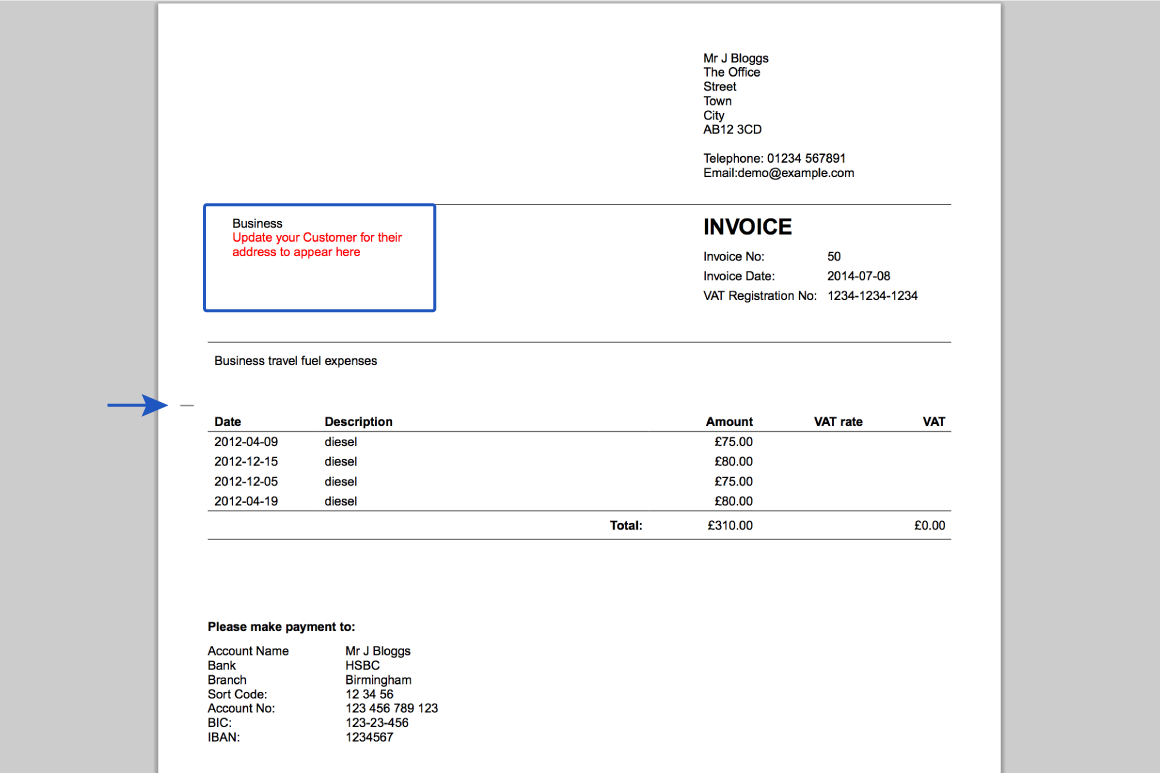 Mr J Bloggs
The Office
Street
Town
City
AB12 3CD
Telephone: 01234 567891
Email:demo@example.com
Business
Update your Customer for their
address to appear here
INVOICE
Invoice No: 50
Invoice Date: 2014-07-08
VAT Registration No: 1234-1234-1234
Business travel fuel expenses
Date Description Amount VAT rate VAT
2012-04-09 diesel £75.00
2012-12-15 diesel £80.00
2012-12-05 diesel £75.00
2012-04-19 diesel £80.00
Total: £310.00 £0.00
Please make payment to:
Account Name Mr J Bloggs
Bank HSBC
Branch Birmingham
Sort Code: 12 34 56
Account No: 123 456 789 123
BIC: 123-23-456
IBAN: 1234567